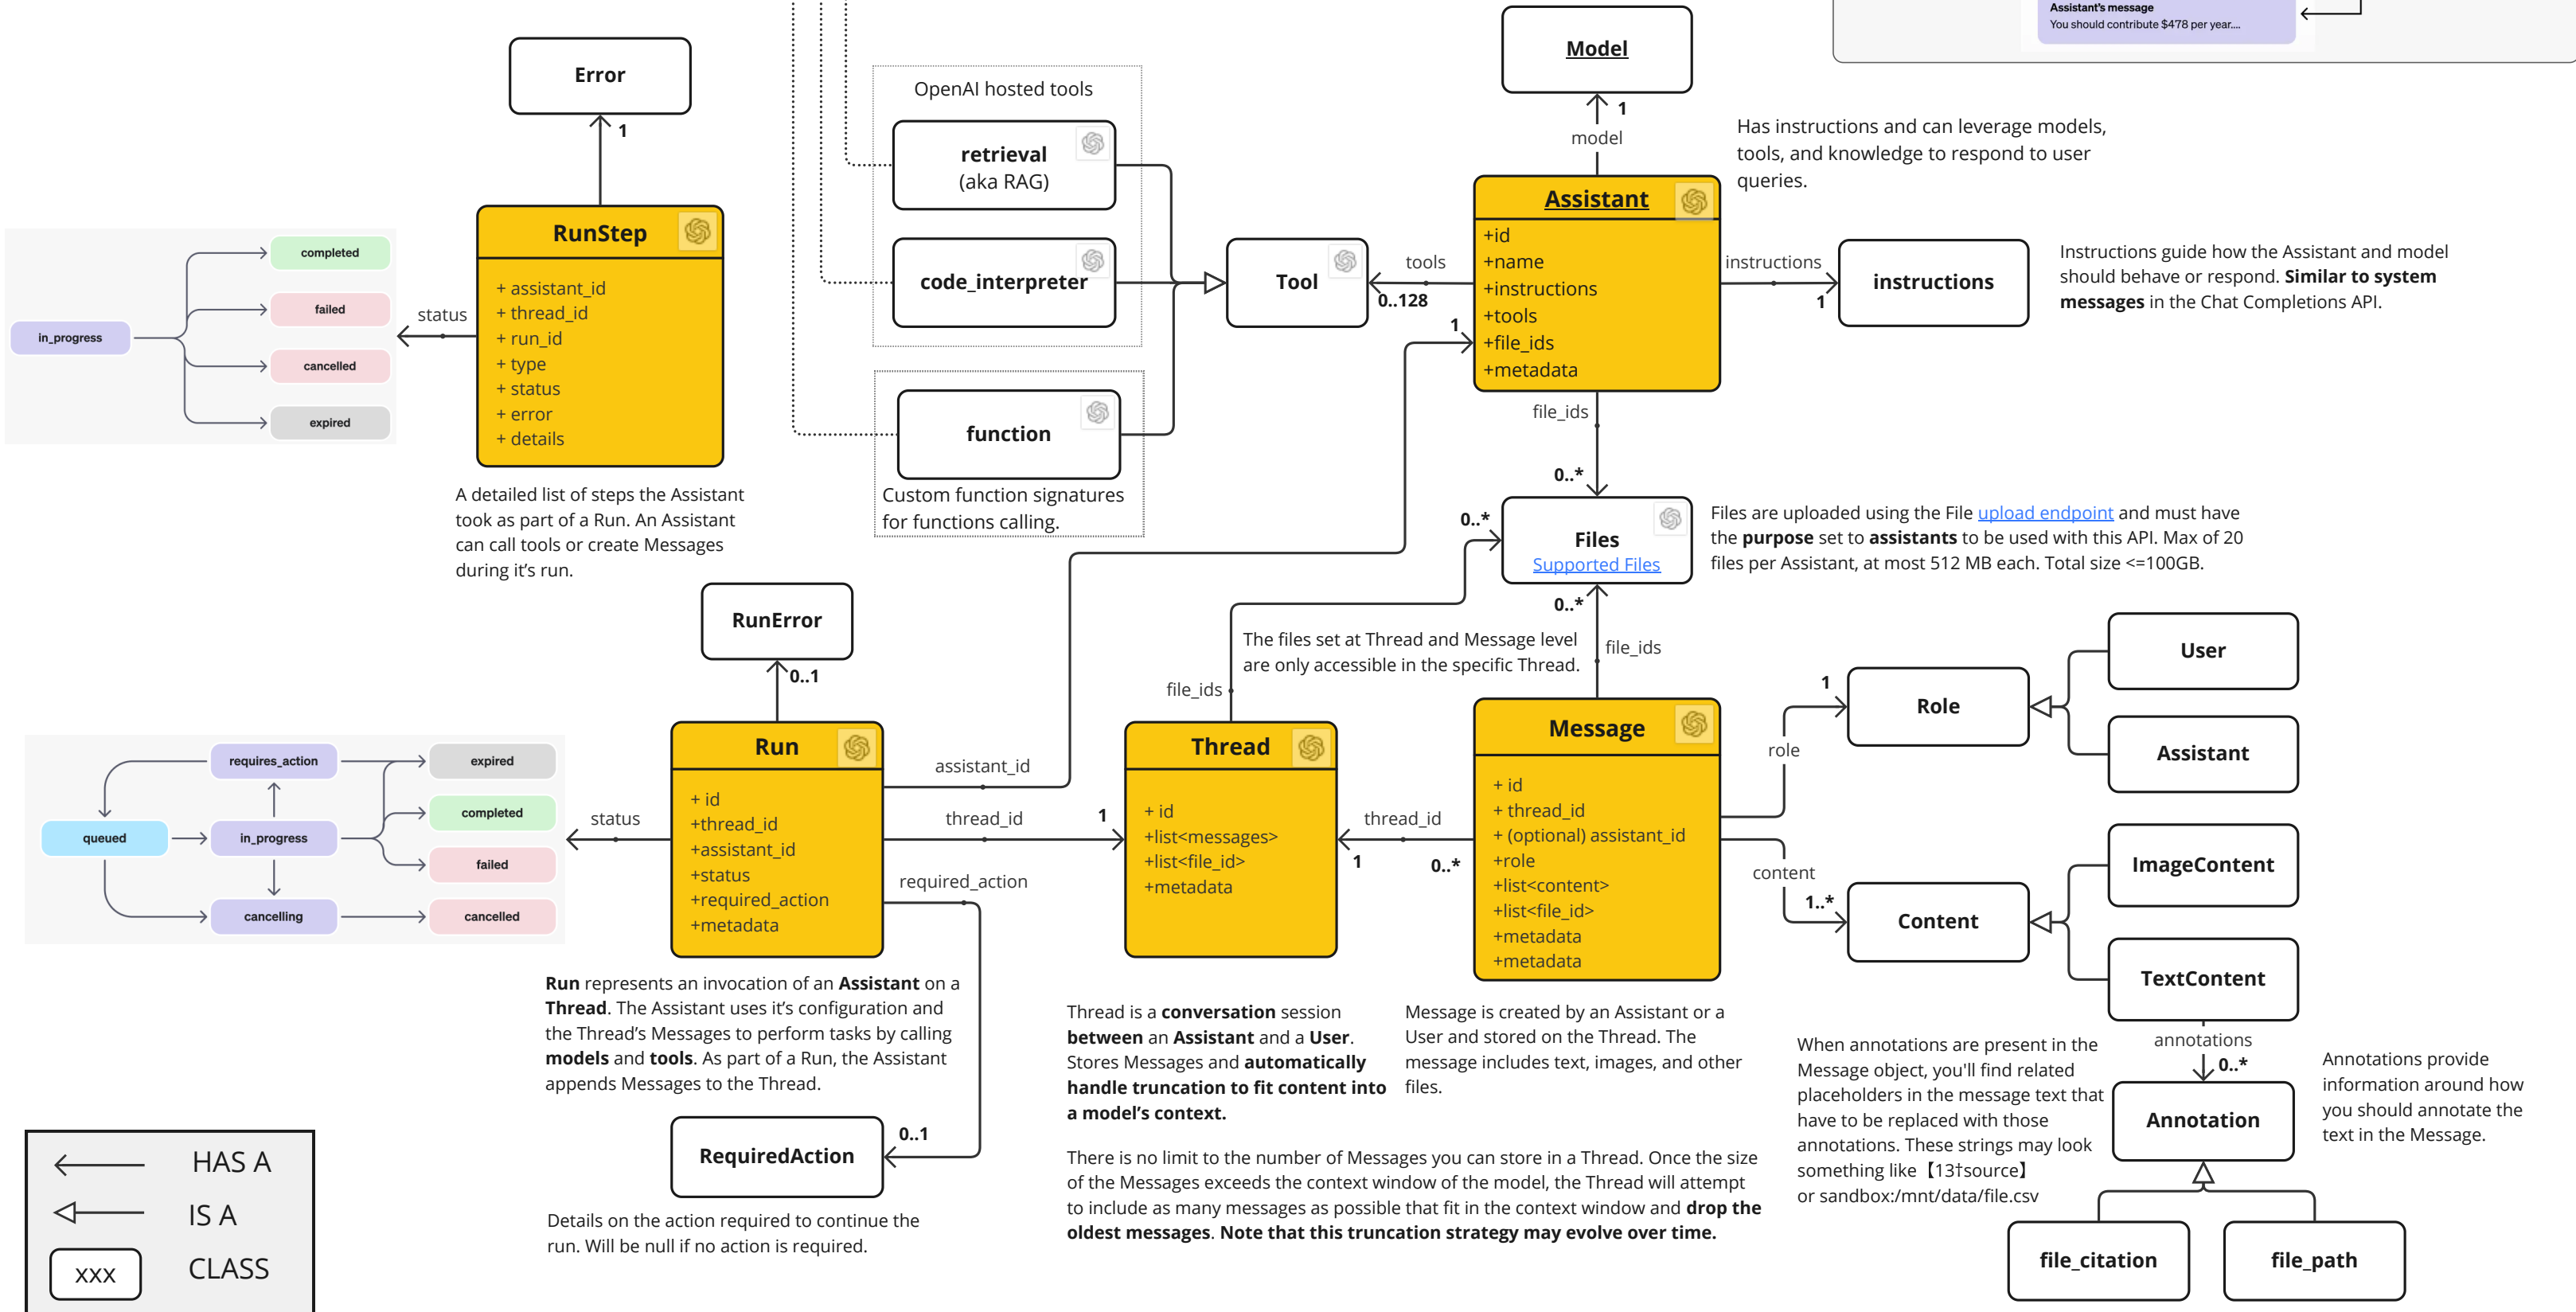 Assistant's message
You should contribute $478 per year....
Error
1
OpenAI hosted tools
retrieval
(aka RAG)
code_interpreter
function
Custom function signatures
for functions calling.
Tool
tools
0..128
Model
1
model
Has instructions and can leverage models,
tools, and knowledge to respond to user
queries.
Assistant
+id
+name
+instructions
+tools
+file_ids
+metadata
1
instructions
1
instructions
Instructions guide how the Assistant and model
should behave or respond. Similar to system
messages in the Chat Completions API.
in_progress
completed
failed
cancelled
expired
status
RunStep
+ assistant_id
+ thread_id
+ run_id
+ type
+ status
+ error
+ details
A detailed list of steps the Assistant
took as part of a Run. An Assistant
can call tools or create Messages
during it's run.
file_ids
0..*
0..*
Files
Supported Files
0..*
Files are uploaded using the File upload endpoint and must have
the purpose set to assistants to be used with this API. Max of 20
files per Assistant, at most 512 MB each. Total size <=100GB.
The files set at Thread and Message level
are only accessible in the specific Thread.
file_ids
file_ids
RunError
0..1
requires_action
expired
completed
queued
in_progress
failed
cancelling
cancelled
status
Run
+ id
+thread_id
+assistant_id
+status
+required_action
+metadata
assistant_id
thread_id
1
required_action
Run represents an invocation of an Assistant on a
Thread. The Assistant uses it's configuration and
the Thread's Messages to perform tasks by calling
models and tools. As part of a Run, the Assistant
appends Messages to the Thread.
RequiredAction
0..1
Details on the action required to continue the
run. Will be null if no action is required.
Thread
+ id
+list<messages>
+list<file_id>
+metadata
thread_id
1
0..*
Thread is a conversation session
between an Assistant and a User.
Stores Messages and automatically
handle truncation to fit content into
a model's context.
There is no limit to the number of Messages you can store in a Thread. Once the size
of the Messages exceeds the context window of the model, the Thread will attempt
to include as many messages as possible that fit in the context window and drop the
oldest messages. Note that this truncation strategy may evolve over time.
Message
+ id
+ thread_id
+ (optional) assistant_id
+role
+list<content>
+list<file_id>
+metadata
+metadata
Message is created by an Assistant or a
User and stored on the Thread. The
message includes text, images, and other
files.
role
1
Role
User
Assistant
content
1..*
Content
ImageContent
TextContent
annotations
0..*
When annotations are present in the
Message object, you'll find related
placeholders in the message text that
have to be replaced with those
annotations. These strings may look
something like【13†source】
or sandbox:/mnt/data/file.csv
Annotation
Annotations provide
information around how
you should annotate the
text in the Message.
file_citation
file_path
HAS A
IS A
xxx
CLASS